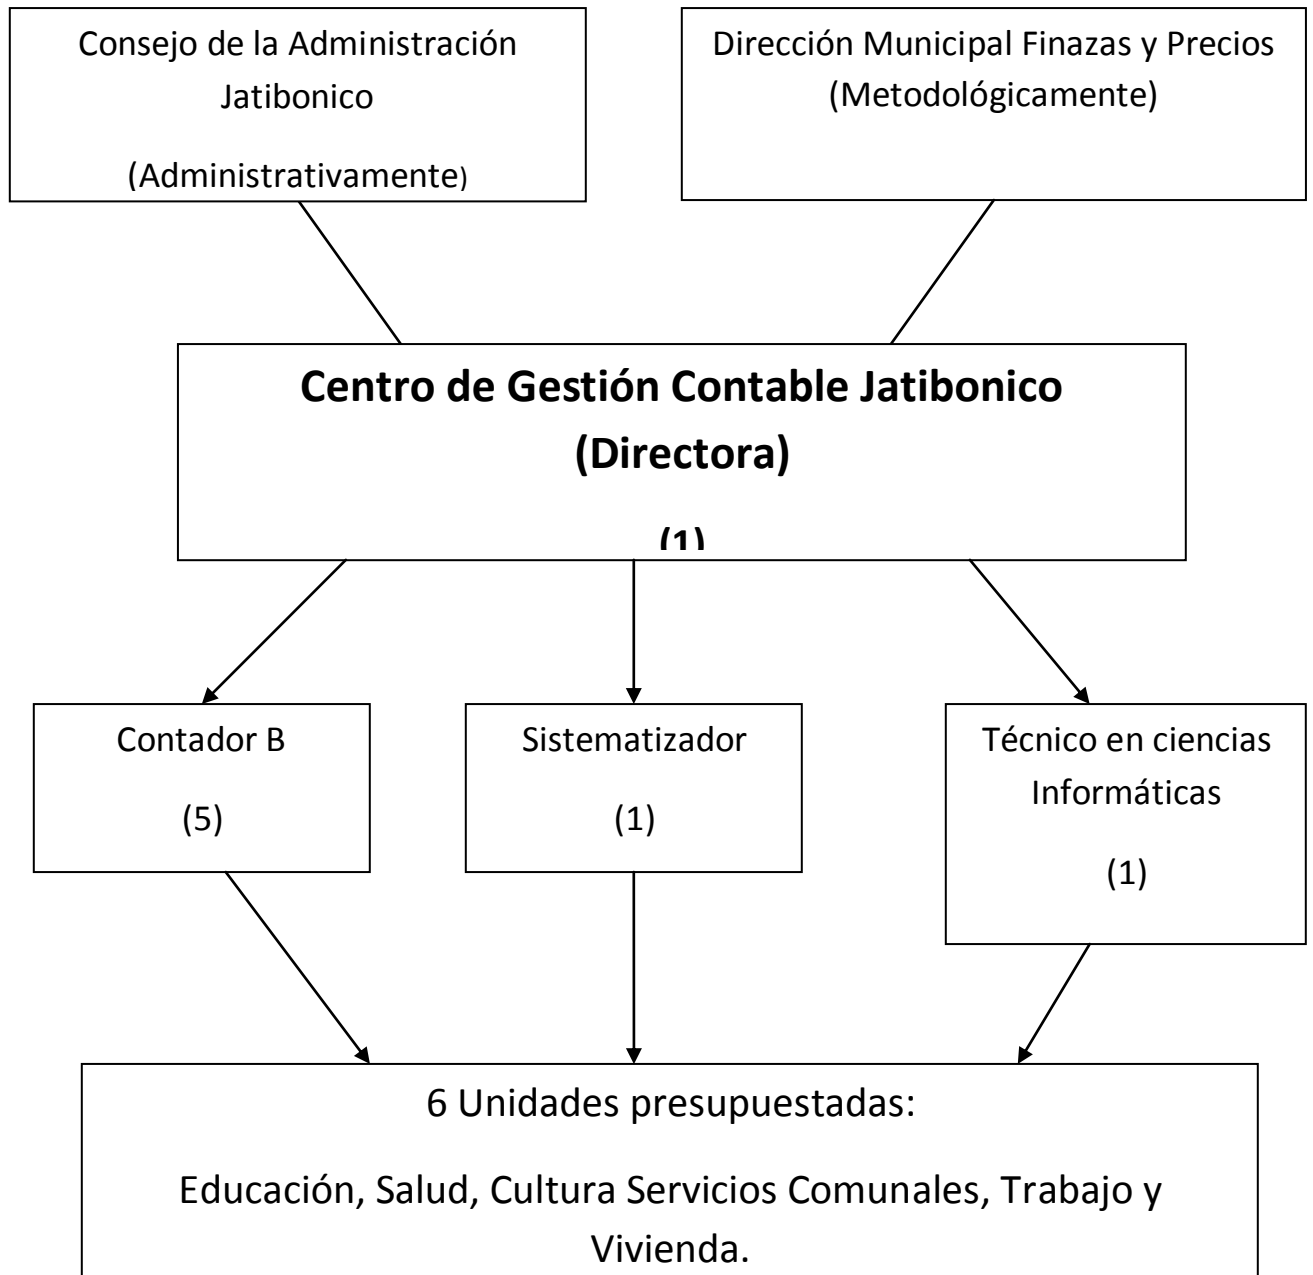 Consejo de la Administración
Jatibonico
(Administrativamente)
Dirección Municipal Finazas y Precios
(Metodológicamente)
Centro de Gestión Contable Jatibonico
(Directora)
(1)
Contador B
(5)
Sistematizador
(1)
Técnico en ciencias
Informáticas
(1)
6 Unidades presupuestadas:
Educación, Salud, Cultura Servicios Comunales, Trabajo y
Vivienda.